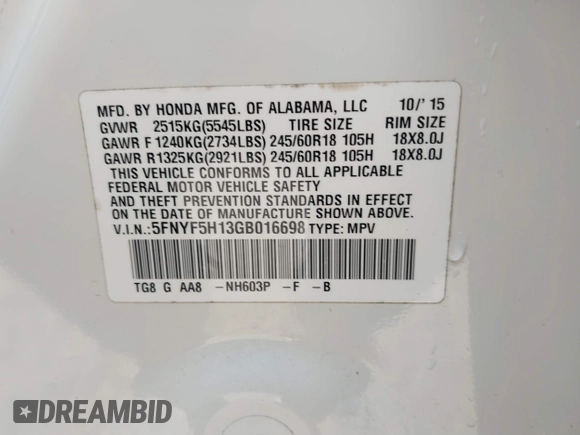 MFD. BY HONDA MFG. OF ALABAMA, LLC 10/'15
GVWR 2515KG(5545LBS) TIRE SIZE RIM SIZE
GAWR F 1240KG(2734LBS) 245/60R18 105H 18X8.0J
GAWR R1325KG(2921LBS) 245/60R18 105H 18X8.0J
THIS VEHICLE CONFORMS TO ALL APPLICABLE
FEDERAL MOTOR VEHICLE SAFETY
AND THEFT PREVENTION STANDARDS IN EFFECT
ON THE DATE OF MANUFACTURE SHOWN ABOVE.
V.I.N.:5FNYF5H13GB016698 TYPE: MPV
TG8 G AA8 -NH603P -F -B
DREAMBID